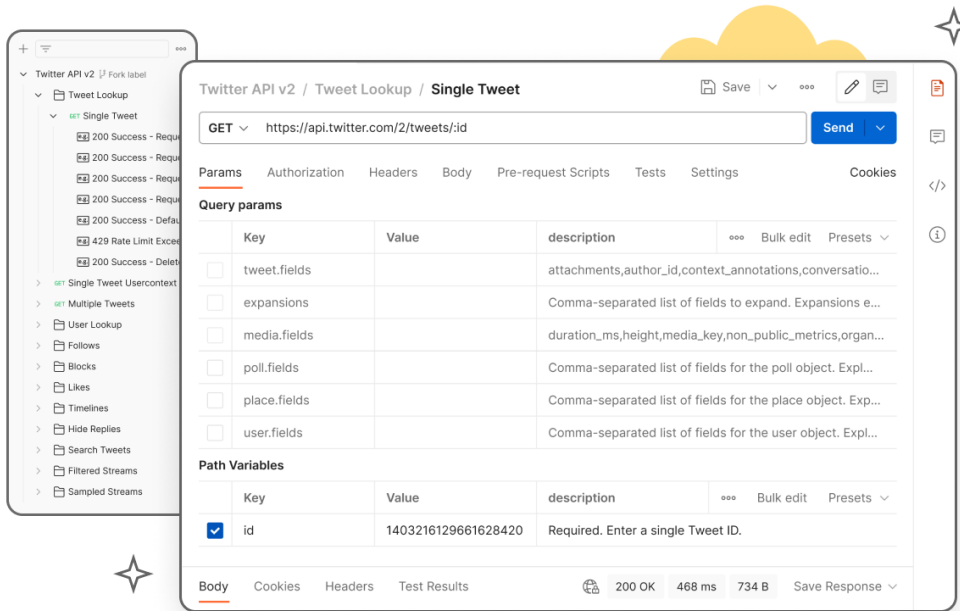 Twitter API v2 Fork label
Tweet Lookup
GET Single Tweet
e.g. 200 Success - Reque
e.g. 200 Success - Reque
e.g. 200 Success - Reque
e.g. 200 Success - Reque
e.g. 200 Success - Defau
e.g. 429 Rate Limit Excee
e.g. 200 Success - Delet
GET Single Tweet Usercontext
GET Multiple Tweets
User Lookup
Follows
Blocks
Likes
Timelines
Hide Replies
Search Tweets
Filtered Streams
Sampled Streams
Twitter API v2 / Tweet Lookup / Single Tweet Save
GET https://api.twitter.com/2/tweets/:id Send
Params Authorization Headers Body Pre-request Scripts Tests Settings Cookies
Query params
Key Value description Bulk edit Presets
tweet.fields attachments,author_id,context_annotations,conversatio...
expansions Comma-separated list of fields to expand. Expansions e...
media.fields duration_ms,height,media_key,non_public_metrics,organ...
poll.fields Comma-separated list of fields for the poll object. Expl...
place.fields Comma-separated list of fields for the place object. Exp...
user.fields Comma-separated list of fields for the user object. Expl...
Path Variables
Key Value description Bulk edit Presets
id 1403216129661628420 Required. Enter a single Tweet ID.
Body Cookies Headers Test Results 200 OK 468 ms 734 B Save Response